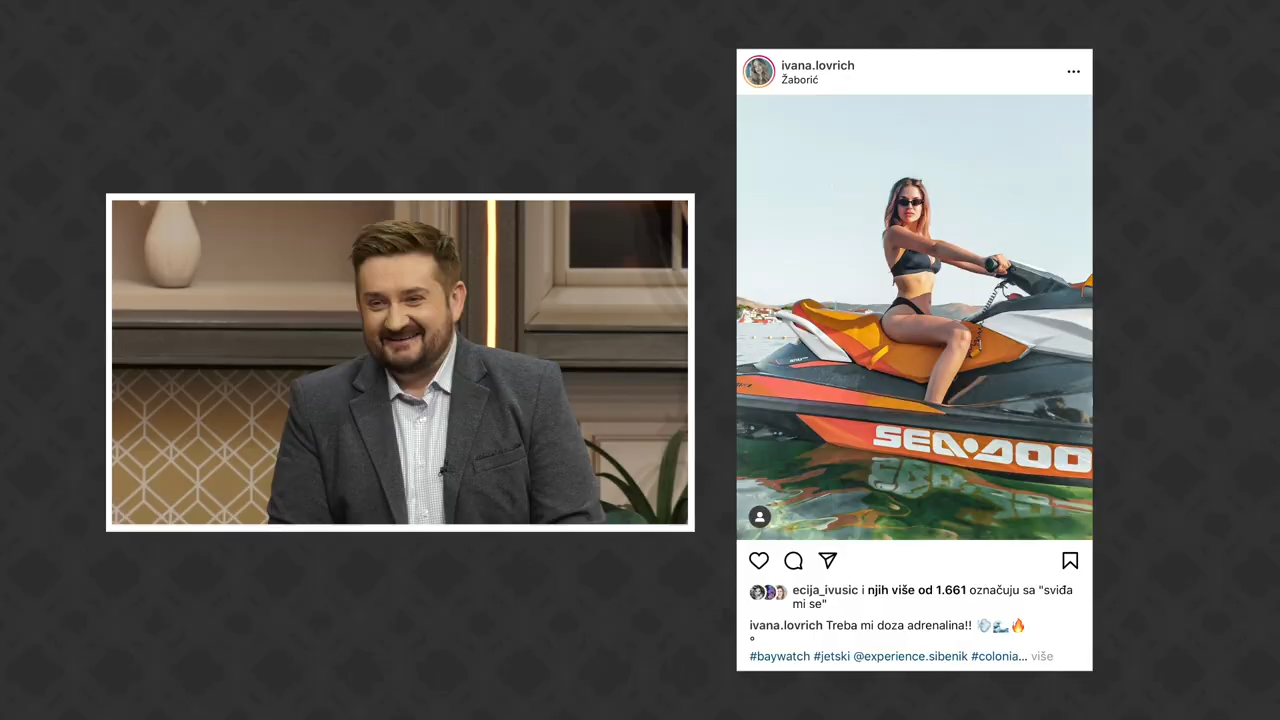 ivana.lovrich
Žaborić
SEA-DOO
ecija_ivusic i njih više od 1.661 označuju sa "sviđa
mi se"
ivana.lovrich Treba mi doza adrenalina!! 💨🌊🔥
°
#baywatch #jetski @experience.sibenik #colonia... više